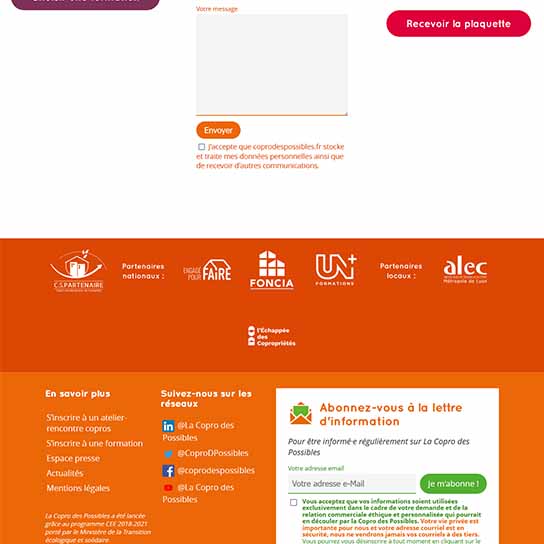 Votre message
Recevoir la plaquette
Envoyer
J'accepte que coprodespossibles.fr stocke
et traite mes données personnelles ainsi que
de recevoir d'autres communications.
C.S.PARTENAIRE
Partenaires
nationaux :
ENGAGÉ
POUR FAIRE
FONCIA
UN+
FORMATIONS
Partenaires
locaux :
alec
Métropole de Lyon
l'Échappée
des
Copropriétés
En savoir plus
S'inscrire à un atelier-
rencontre copros
S'inscrire à une formation
Espace presse
Actualités
Mentions légales
La Copro des Possibles a été lancée
grâce au programme CEE 2018-2021
porté par le Ministère de la Transition
écologique et solidaire.
Suivez-nous sur les
réseaux
@La Copro des
Possibles
@CoproDPossibles
@coprodespossibles
@La Copro des
Possibles
Abonnez-vous à la lettre
d'information
Pour être informé·e régulièrement sur La Copro des
Possibles
Votre adresse email
Votre adresse e-Mail
Je m'abonne !
Vous acceptez que vos informations soient utilisées
exclusivement dans le cadre de votre demande et de la
relation commerciale éthique et personnalisée qui pourrait
en découler par la Copro des Possibles. Votre vie privée est
importante pour nous et votre adresse courriel est en
sécurité, nous ne vendrons jamais vos courriels à des tiers.
Vous pourrez vous désinscrire à tout moment en cliquant sur le